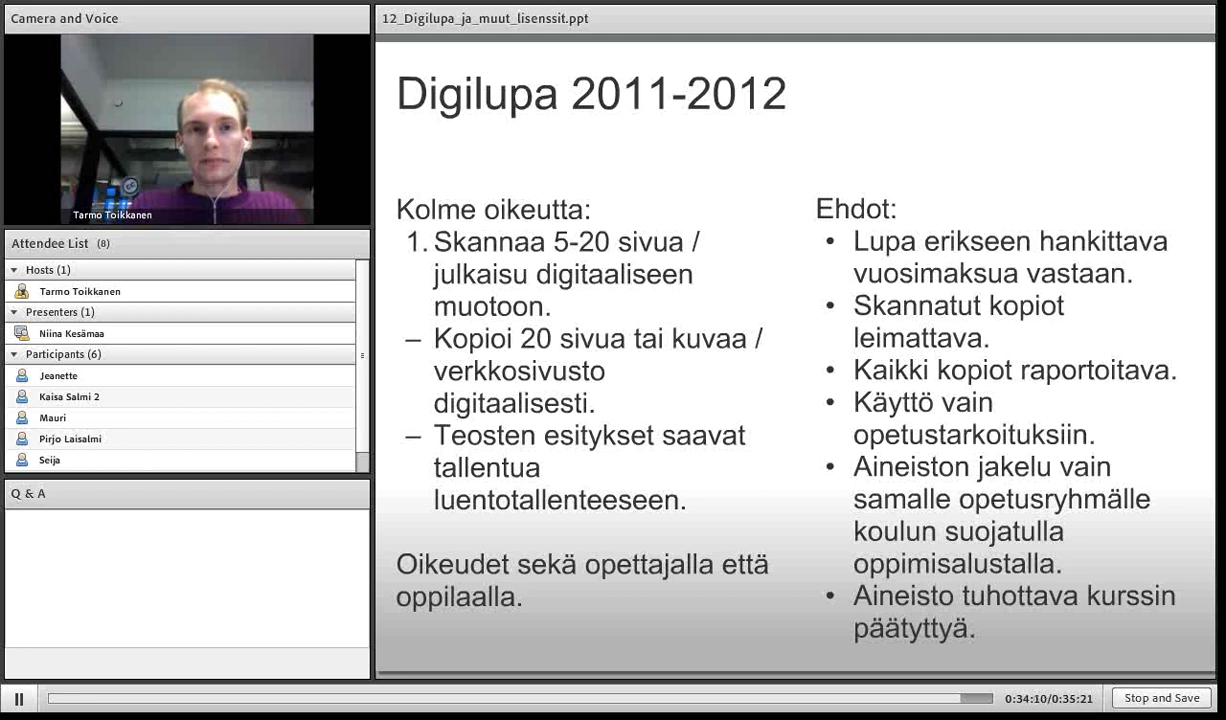 Camera and Voice
Tarmo Toikkanen
Attendee List (8)
Hosts (1)
Tarmo Toikkanen
Presenters (1)
Niina Kesämaa
Participants (6)
Jeanette
Kaisa Salmi 2
Mauri
Pirjo Laisalmi
Seija
Q & A
12_Digilupa_ja_muut_lisenssit.ppt
Digilupa 2011-2012
Kolme oikeutta:
1. Skannaa 5-20 sivua /
julkaisu digitaaliseen
muotoon.
– Kopioi 20 sivua tai kuvaa /
verkkosivusto
digitaalisesti.
– Teosten esitykset saavat
tallentua
luentotallenteeseen.
Oikeudet sekä opettajalla että
oppilaalla.
Ehdot:
• Lupa erikseen hankittava
vuosimaksua vastaan.
• Skannatut kopiot
leimattava.
• Kaikki kopiot raportoitava.
• Käyttö vain
opetustarkoituksiin.
• Aineiston jakelu vain
samalle opetusryhmälle
koulun suojatulla
oppimisalustalla.
• Aineisto tuhottava kurssin
päätyttyä.
0:34:10/0:35:21
Stop and Save